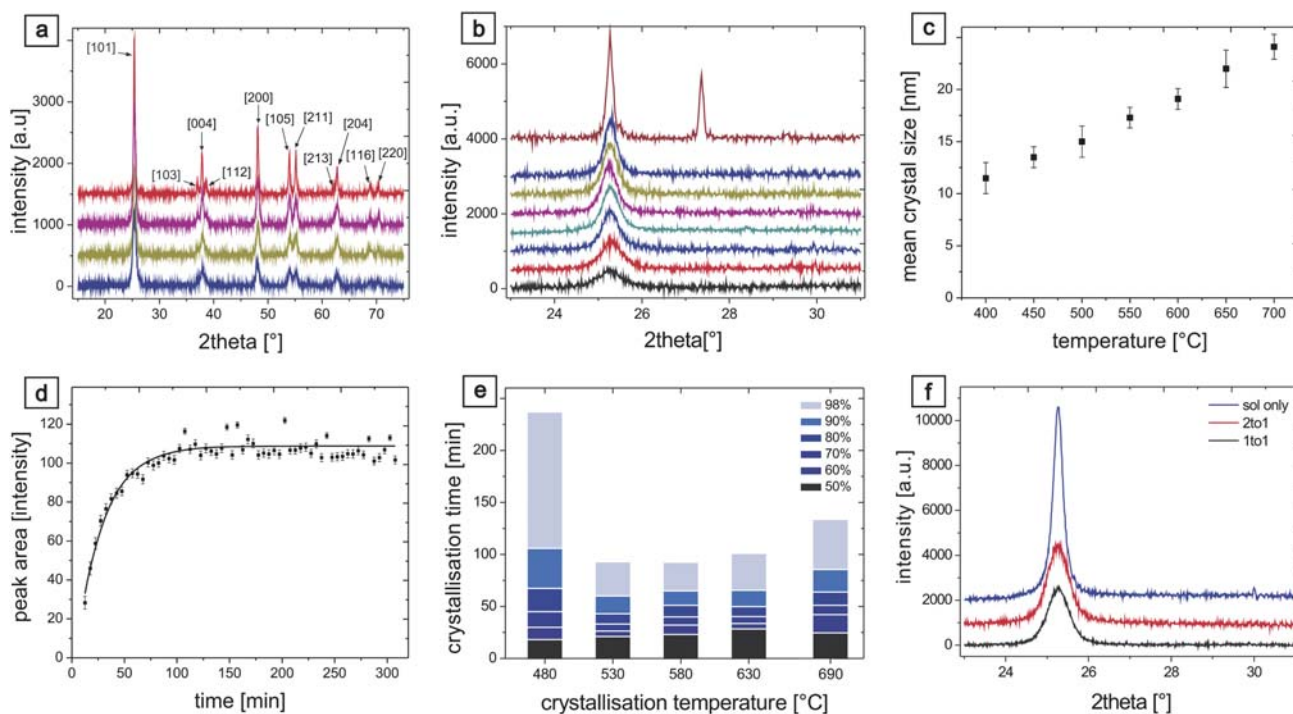 a
[101]
[004]
[200]
[105]
[211]
[204]
[213]
[116]
[220]
[103]
[112]
3000
2000
1000
0
intensity [a.u]
20 30 40 50 60 70
2theta [°]
b
6000
4000
2000
0
intensity [a.u.]
24 26 28 30
2theta[°]
c
20
15
10
5
0
mean crystal size [nm]
400 450 500 550 600 650 700
temperature [°C]
d
120
100
80
60
40
20
0
peak area [intensity]
0 50 100 150 200 250 300
time [min]
e
98%
90%
80%
70%
60%
50%
200
150
100
50
0
crystallisation time [min]
480 530 580 630 690
crystallisation temperature [°C]
f
sol only
2to1
1to1
10000
8000
6000
4000
2000
0
intensity [a.u.]
24 26 28 30
2theta [°]